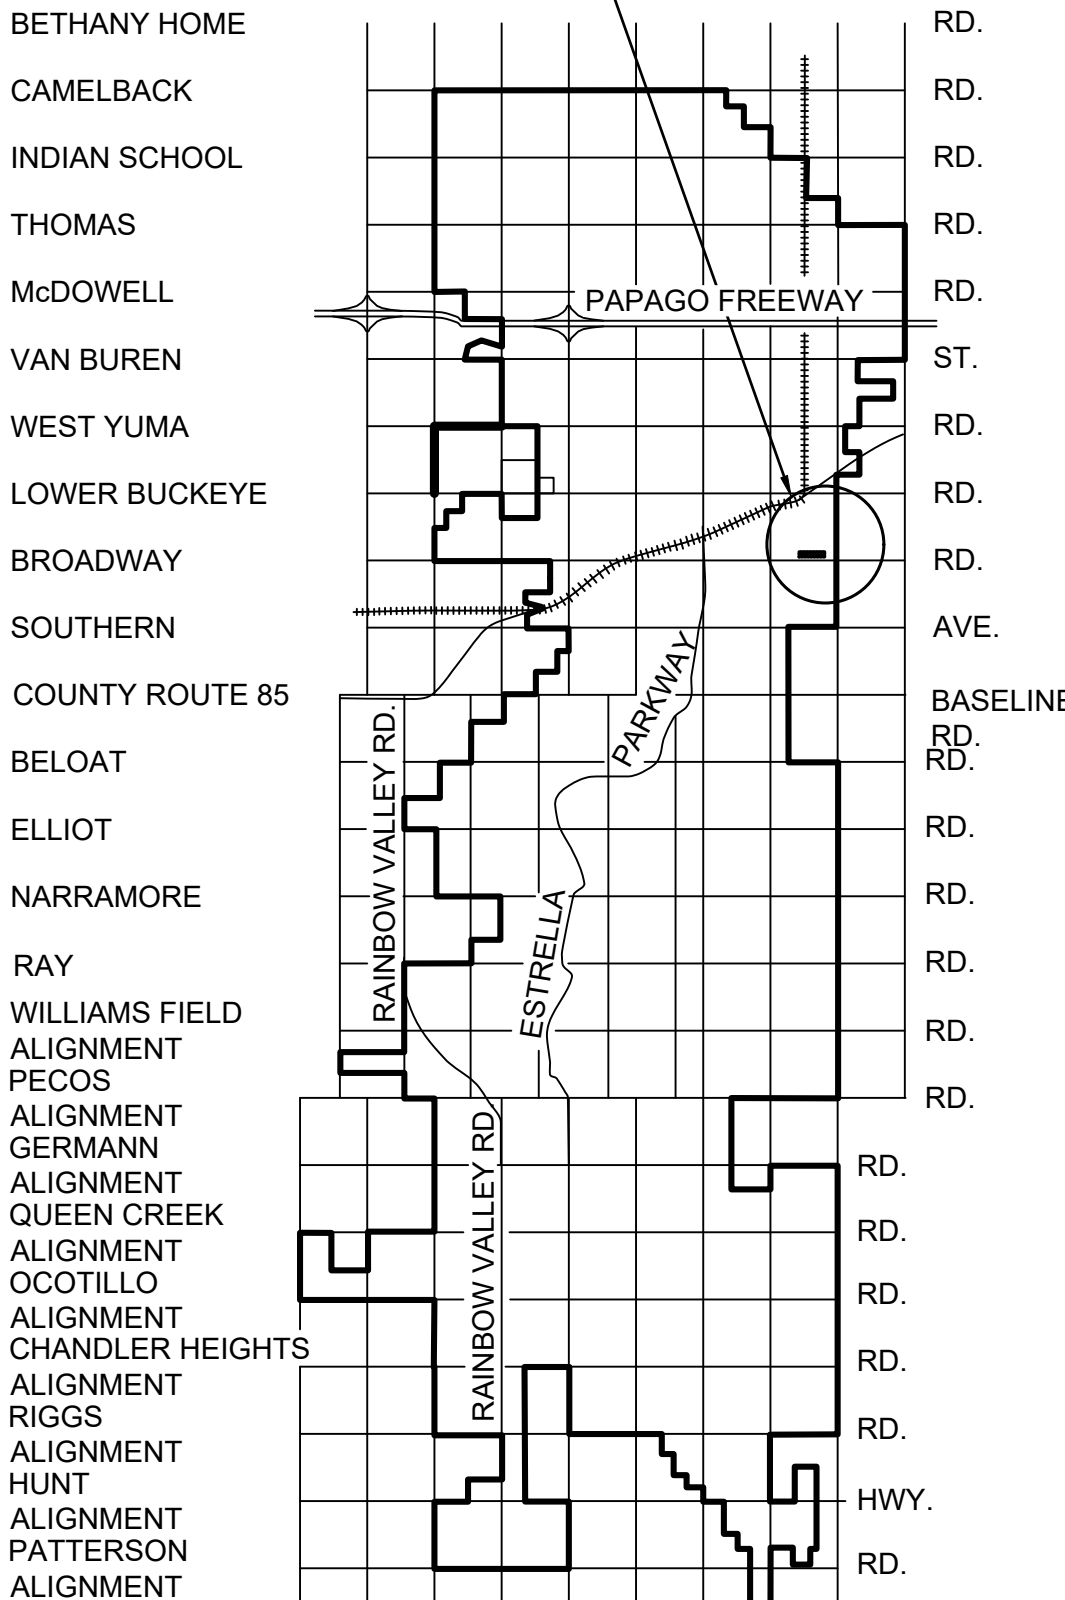 BETHANY HOME RD.
CAMELBACK RD.
INDIAN SCHOOL RD.
THOMAS RD.
McDOWELL RD.
PAPAGO FREEWAY
VAN BUREN ST.
WEST YUMA RD.
LOWER BUCKEYE RD.
BROADWAY RD.
SOUTHERN AVE.
COUNTY ROUTE 85 BASELINE
RD.
BELOAT RD.
ELLIOT RD.
NARRAMORE RD.
RAY RD.
WILLIAMS FIELD
ALIGNMENT RD.
PECOS
ALIGNMENT RD.
GERMANN
ALIGNMENT RD.
QUEEN CREEK
ALIGNMENT RD.
OCOTILLO
ALIGNMENT RD.
CHANDLER HEIGHTS
ALIGNMENT RD.
RIGGS
ALIGNMENT RD.
HUNT
ALIGNMENT HWY.
PATTERSON
ALIGNMENT RD.
RAINBOW VALLEY RD.
PARKWAY
ESTRELLA
RAINBOW VALLEY RD